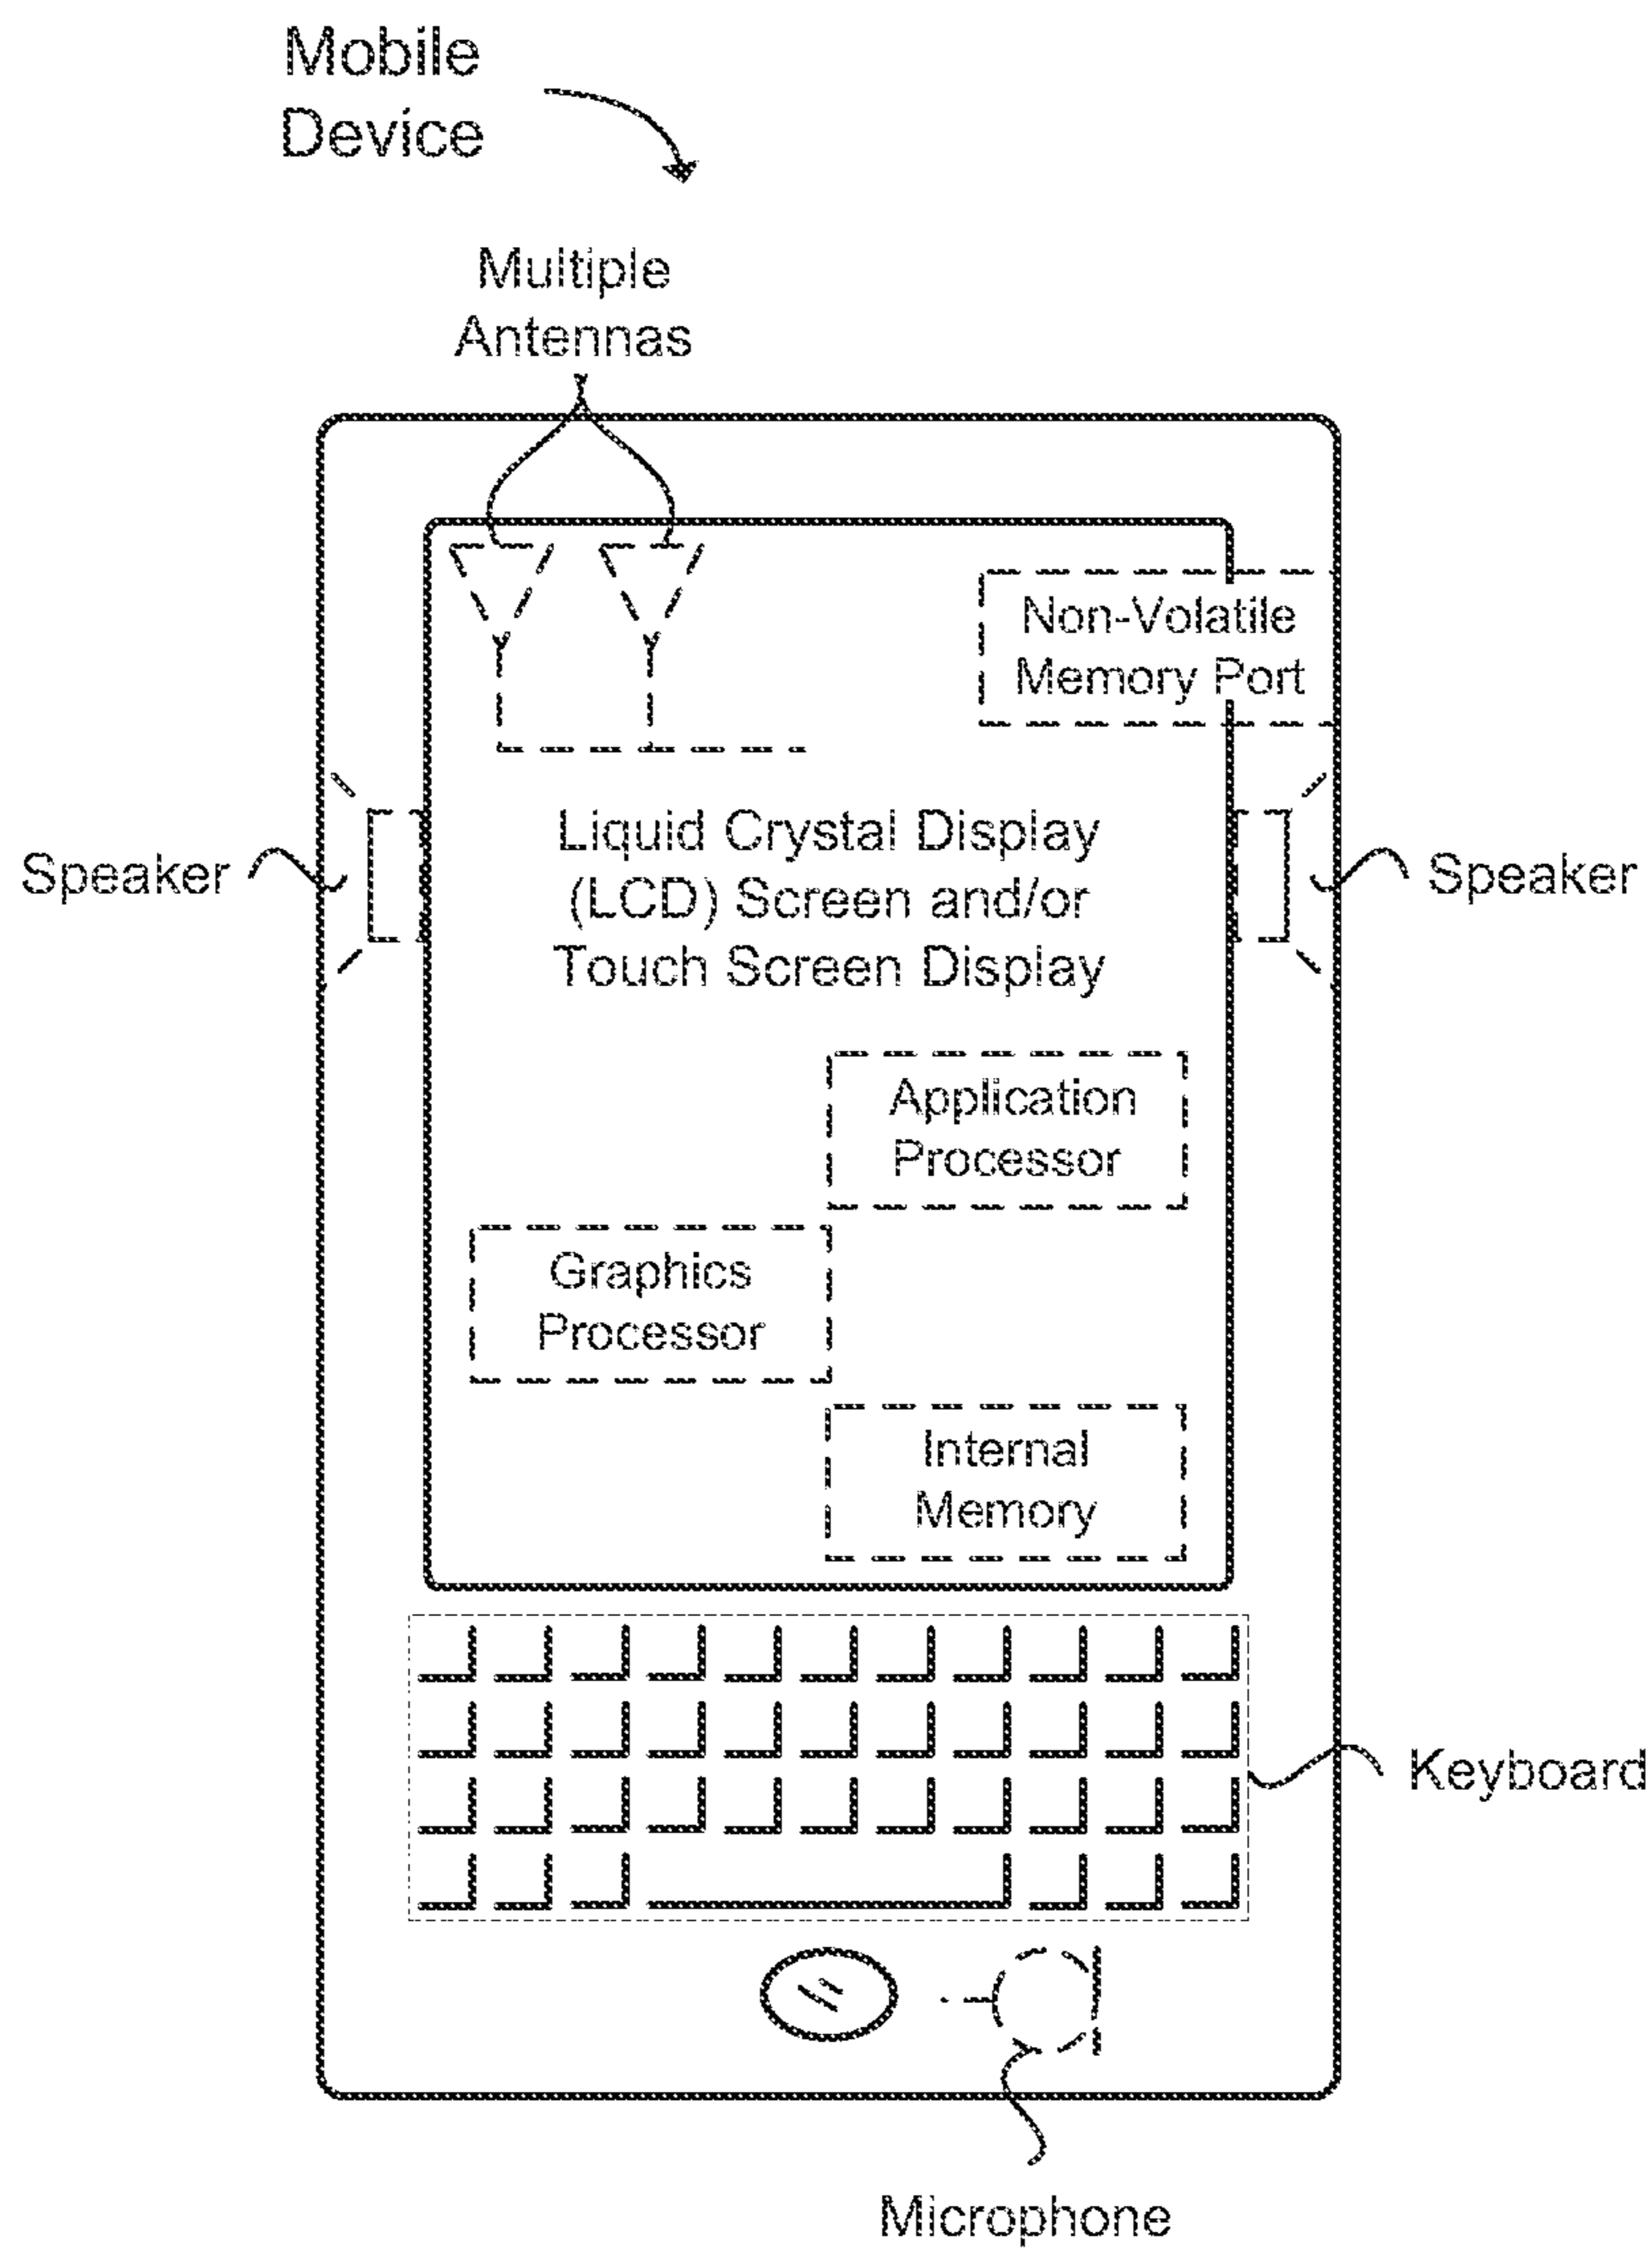 Mobile
Device
Multiple
Antennas
Non-Volatile
Memory Port
Speaker
Liquid Crystal Display
(LCD) Screen and/or
Touch Screen Display
Speaker
Application
Processor
Graphics
Processor
Internal
Memory
Keyboard
Microphone